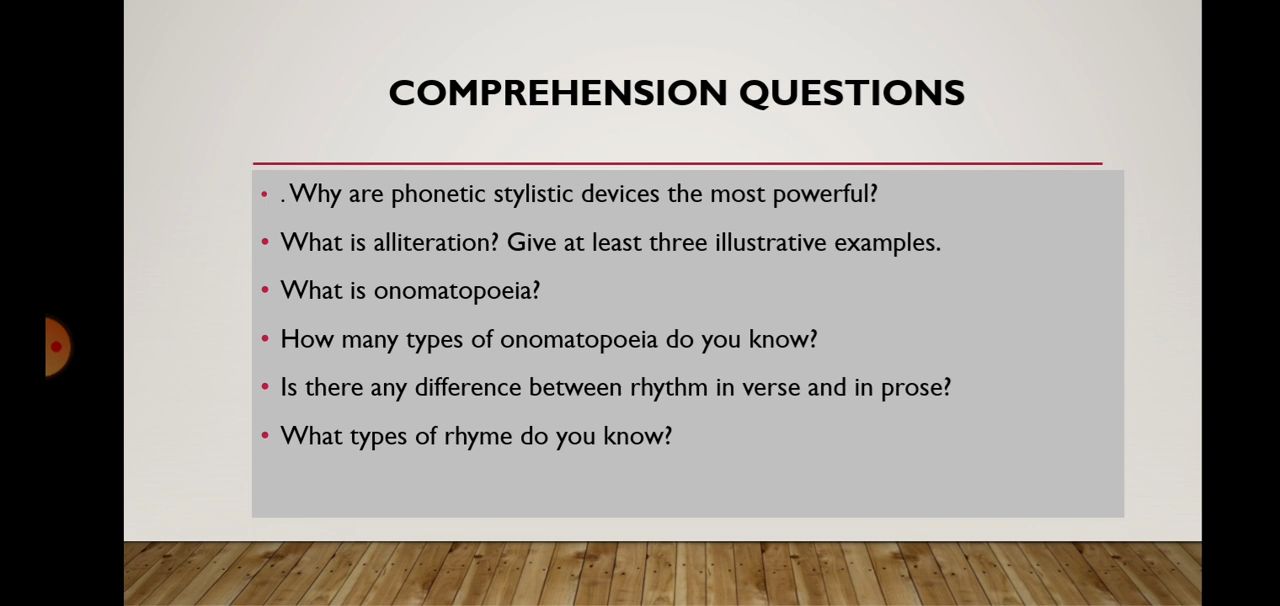 COMPREHENSION QUESTIONS
• . Why are phonetic stylistic devices the most powerful?
• What is alliteration? Give at least three illustrative examples.
• What is onomatopoeia?
• How many types of onomatopoeia do you know?
• Is there any difference between rhythm in verse and in prose?
• What types of rhyme do you know?